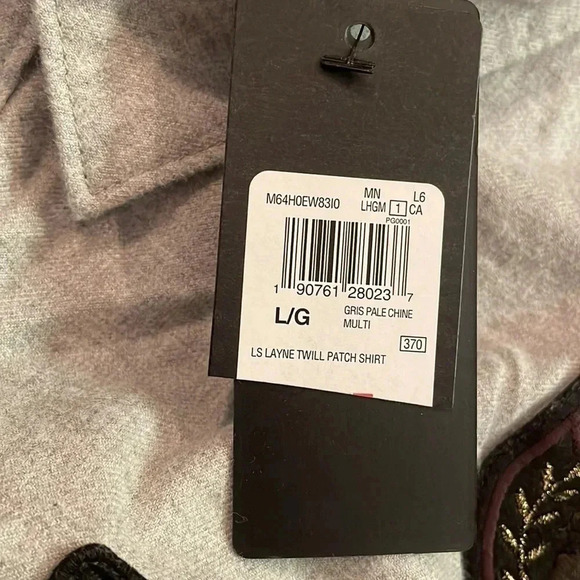 M64H0EW83I0 MN L6
LHGM 1 CA
PG0001
1 90761 28023 7
L/G GRIS PALE CHINE
MULTI
370
LS LAYNE TWILL PATCH SHIRT